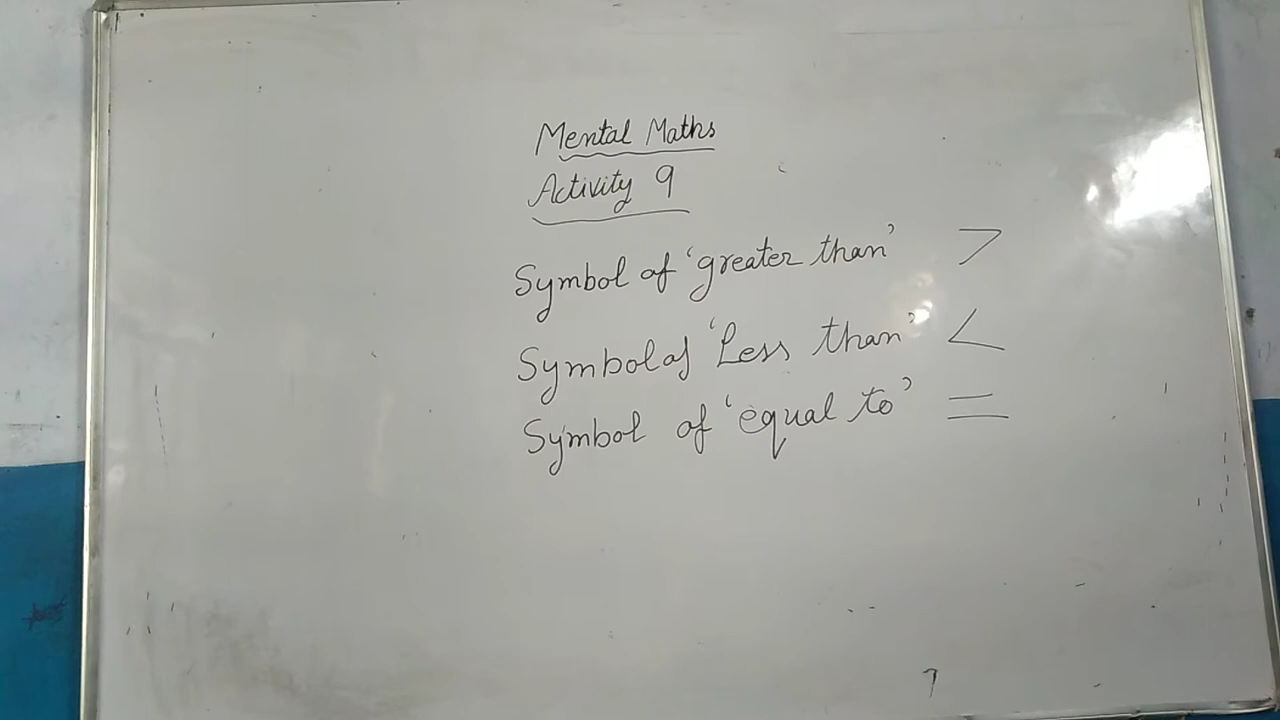 Mental Maths
Activity 9
Symbol of 'greater than' >
Symbol of 'Less than' <
Symbol of 'equal to' =